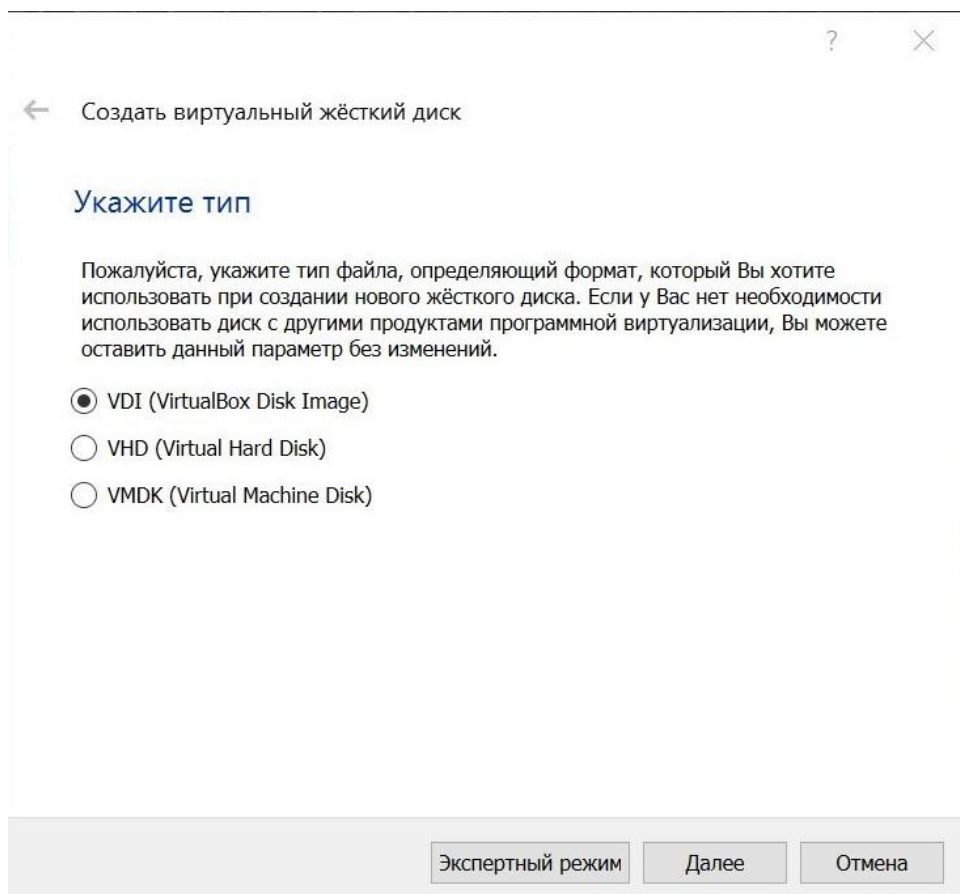 ?
Создать виртуальный жёсткий диск
Укажите тип
Пожалуйста, укажите тип файла, определяющий формат, который Вы хотите
использовать при создании нового жёсткого диска. Если у Вас нет необходимости
использовать диск с другими продуктами программной виртуализации, Вы можете
оставить данный параметр без изменений.
VDI (VirtualBox Disk Image)
VHD (Virtual Hard Disk)
VMDK (Virtual Machine Disk)
Экспертный режим Далее Отмена